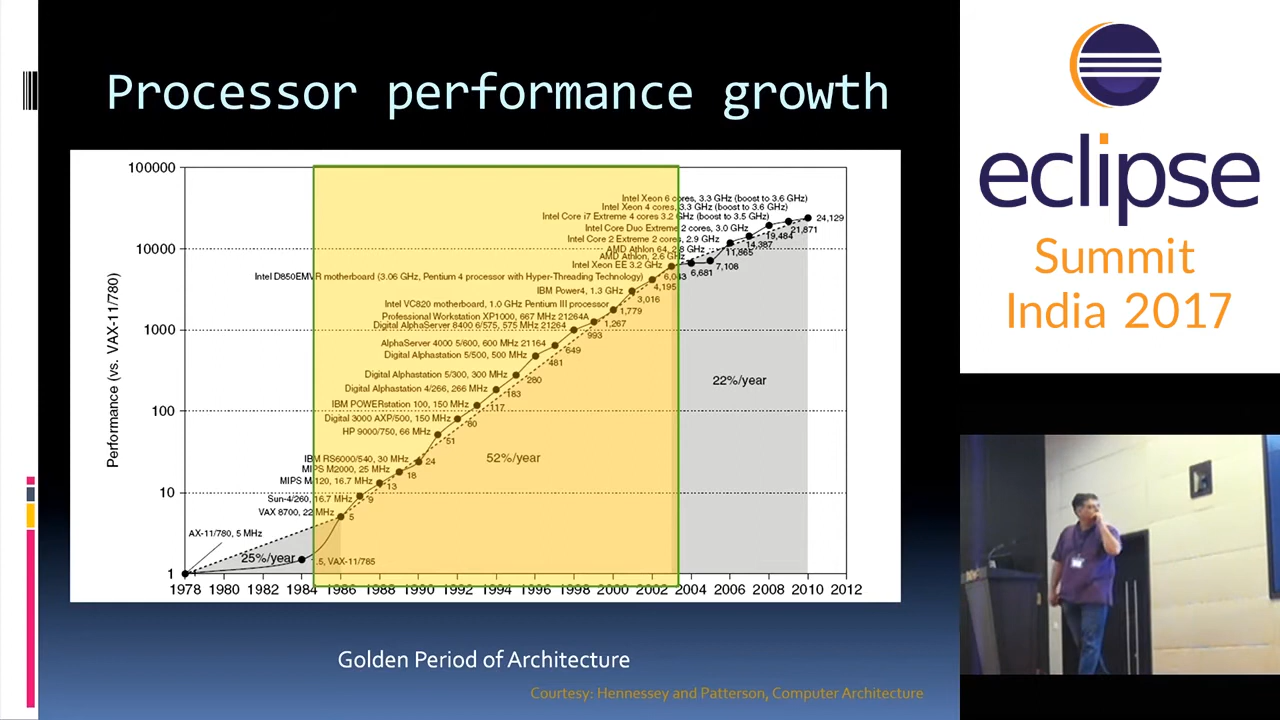 Processor performance growth
100000
10000
1000
100
10
1
Performance (vs. VAX-11/780)
Intel Xeon 6 cores, 3.3 GHz (boost to 3.6 GHz)
Intel Xeon 4 cores, 3.3 GHz (boost to 3.6 GHz)
Intel Core i7 Extreme 4 cores 3.2 GHz (boost to 3.5 GHz)
Intel Core Duo Extreme 2 cores, 3.0 GHz
Intel Core 2 Extreme 2 cores, 2.9 GHz
AMD Athlon 64, 2.8 GHz
AMD Athlon, 2.6 GHz
Intel Xeon EE 3.2 GHz
Intel D850EMVR motherboard (3.06 GHz, Pentium 4 processor with Hyper-Threading Technology)
IBM Power4, 1.3 GHz
Intel VC820 motherboard, 1.0 GHz Pentium III processor
Professional Workstation XP1000, 667 MHz 21264A
Digital AlphaServer 8400 6/575, 575 MHz 21264
AlphaServer 4000 5/600, 600 MHz 21164
Digital Alphastation 5/500, 500 MHz
Digital Alphastation 5/300, 300 MHz
Digital Alphastation 4/266, 266 MHz
IBM POWERstation 100, 150 MHz
Digital 3000 AXP/500, 150 MHz
HP 9000/750, 66 MHz
IBM RS6000/540, 30 MHz
MIPS M2000, 25 MHz
MIPS M/120, 16.7 MHz
Sun-4/260, 16.7 MHz
VAX 8700, 22 MHz
AX-11/780, 5 MHz
24,129
21,871
19,484
14,387
11,865
7,108
6,681
6,043
4,195
3,016
1,779
1,267
993
649
481
280
183
117
80
51
24
18
13
9
5
.5, VAX-11/785
25%/year
52%/year
22%/year
1978 1980 1982 1984 1986 1988 1990 1992 1994 1996 1998 2000 2002 2004 2006 2008 2010 2012
Golden Period of Architecture
Courtesy: Hennessey and Patterson, Computer Architecture
eclipse
Summit
India 2017